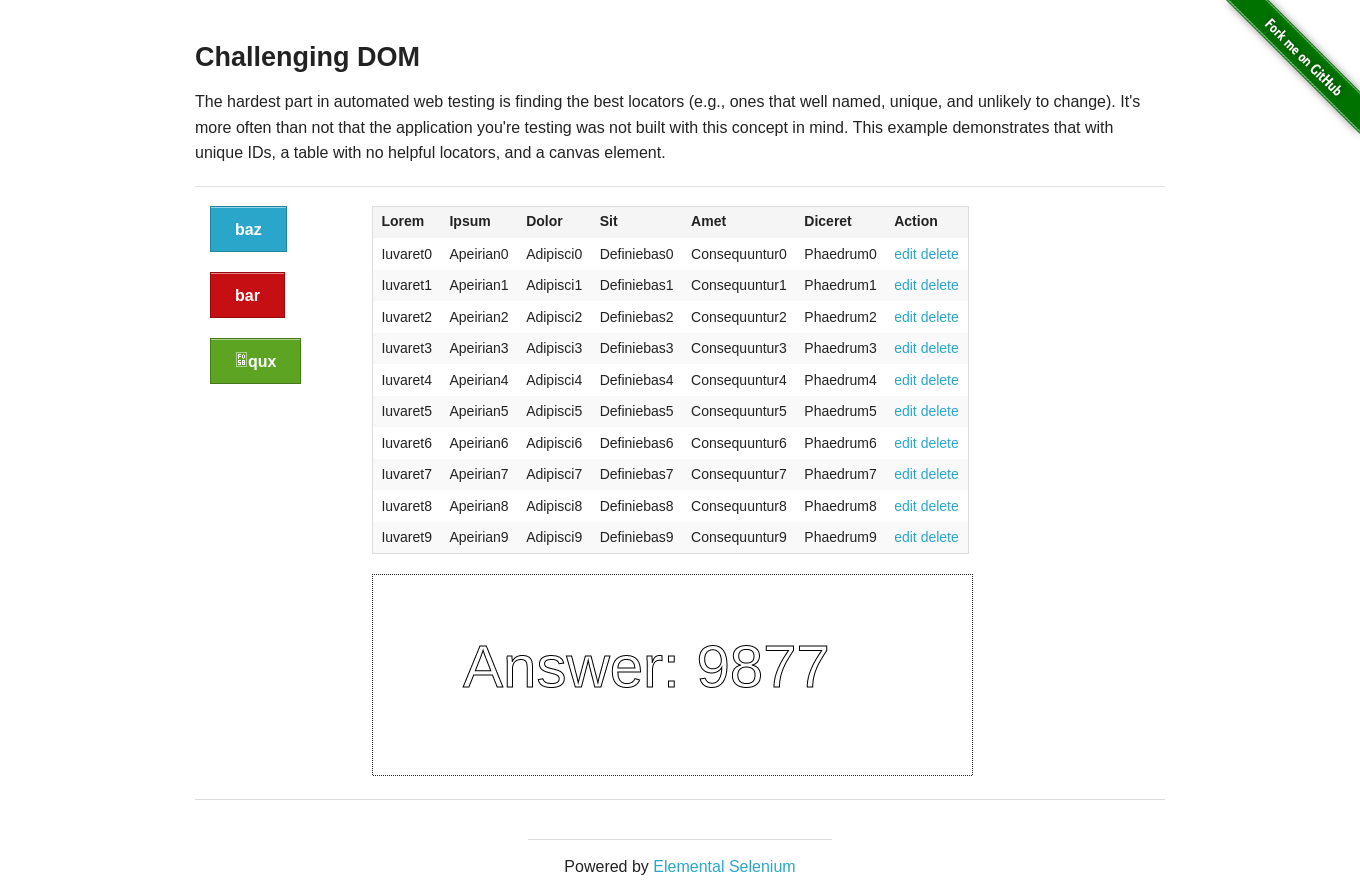 Fork me on GitHub
Challenging DOM
The hardest part in automated web testing is finding the best locators (e.g., ones that well named, unique, and unlikely to change). It's
more often than not that the application you're testing was not built with this concept in mind. This example demonstrates that with
unique IDs, a table with no helpful locators, and a canvas element.
baz
bar
qux
Lorem Ipsum Dolor Sit Amet Diceret Action
Iuvaret0 Apeirian0 Adipisci0 Definiebas0 Consequuntur0 Phaedrum0 edit delete
Iuvaret1 Apeirian1 Adipisci1 Definiebas1 Consequuntur1 Phaedrum1 edit delete
Iuvaret2 Apeirian2 Adipisci2 Definiebas2 Consequuntur2 Phaedrum2 edit delete
Iuvaret3 Apeirian3 Adipisci3 Definiebas3 Consequuntur3 Phaedrum3 edit delete
Iuvaret4 Apeirian4 Adipisci4 Definiebas4 Consequuntur4 Phaedrum4 edit delete
Iuvaret5 Apeirian5 Adipisci5 Definiebas5 Consequuntur5 Phaedrum5 edit delete
Iuvaret6 Apeirian6 Adipisci6 Definiebas6 Consequuntur6 Phaedrum6 edit delete
Iuvaret7 Apeirian7 Adipisci7 Definiebas7 Consequuntur7 Phaedrum7 edit delete
Iuvaret8 Apeirian8 Adipisci8 Definiebas8 Consequuntur8 Phaedrum8 edit delete
Iuvaret9 Apeirian9 Adipisci9 Definiebas9 Consequuntur9 Phaedrum9 edit delete
Answer: 9877
Powered by Elemental Selenium